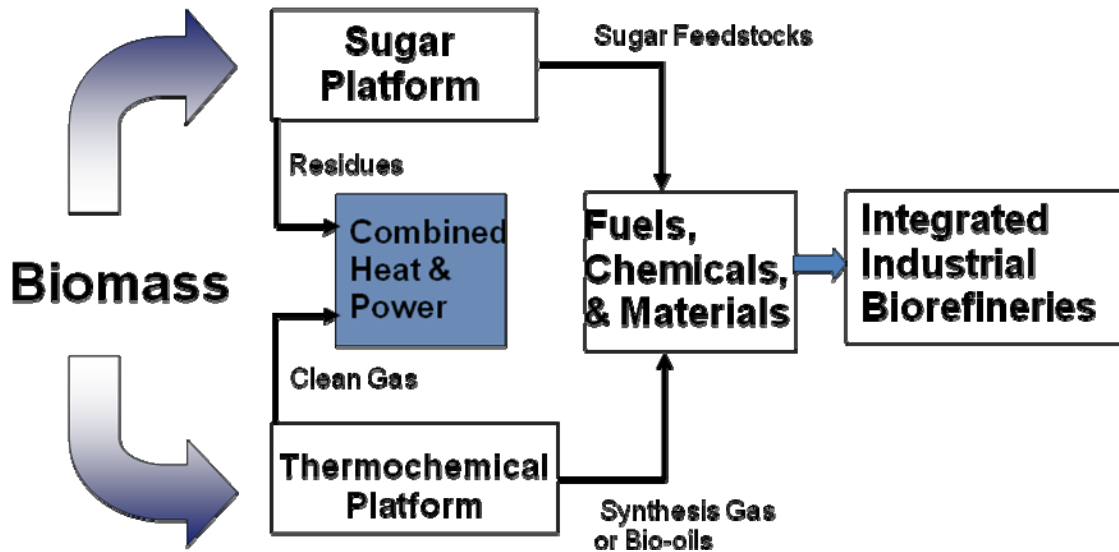 Sugar
Platform
Sugar Feedstocks
Residues
Combined
Heat &
Power
Fuels,
Chemicals,
& Materials
Integrated
Industrial
Biorefineries
Biomass
Clean Gas
Thermochemical
Platform
Synthesis Gas
or Bio-oils